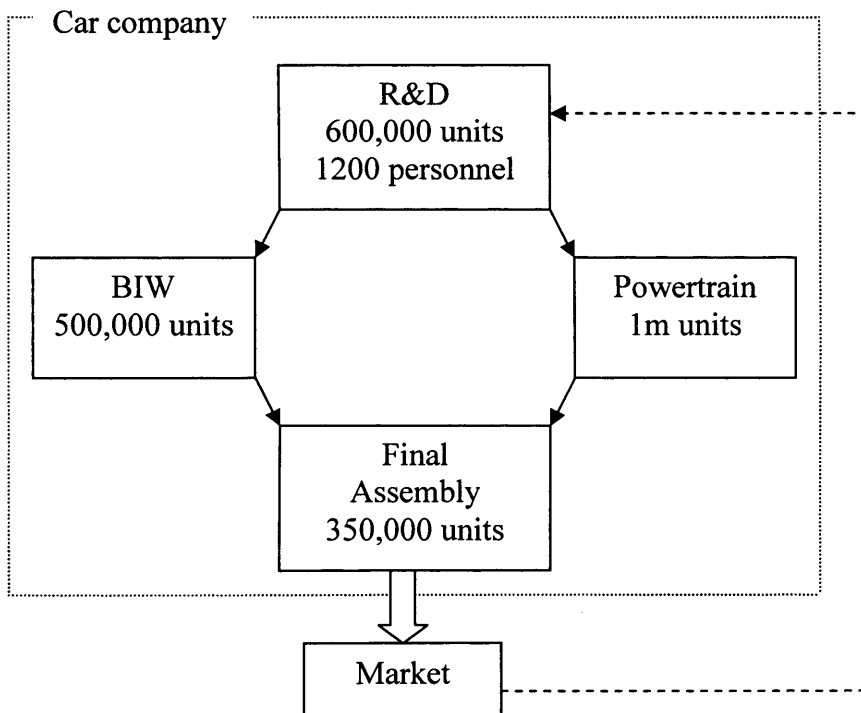 Car company
R&D
600,000 units
1200 personnel
BIW
500,000 units
Powertrain
1m units
Final
Assembly
350,000 units
Market